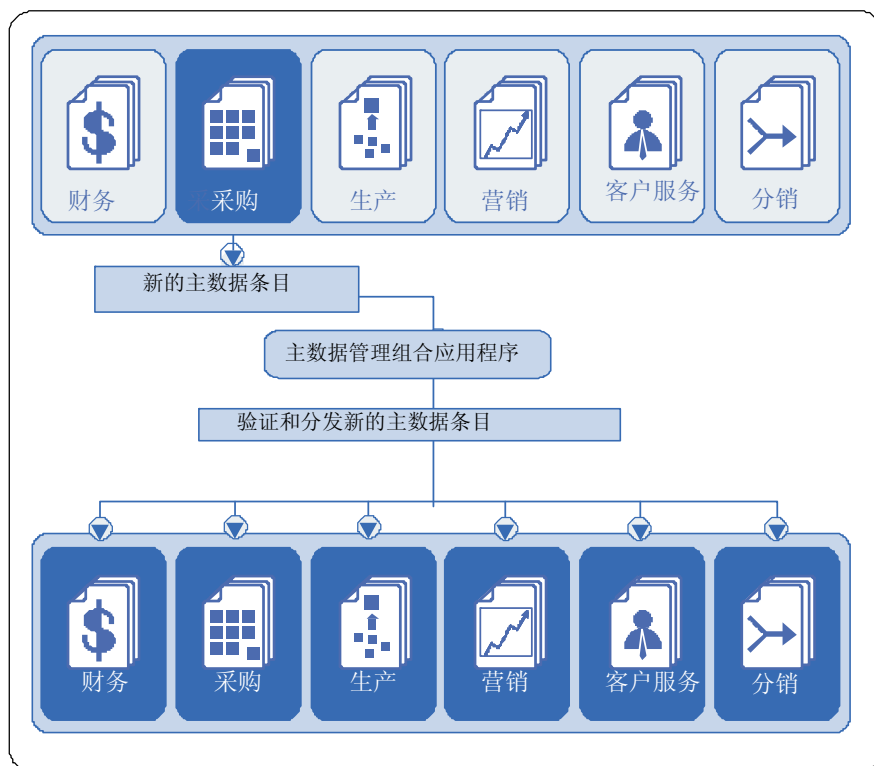 财务
采购
生产
营销
客户服务
分销
新的主数据条目
主数据管理组合应用程序
验证和分发新的主数据条目
财务
采购
生产
营销
客户服务
分销